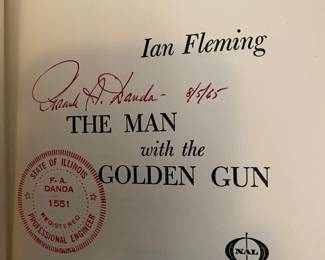 Ian Fleming
Frank A. Danda - 8/5/65
THE MAN
with the
GOLDEN GUN
STATE OF ILLINOIS
F. A.
DANDA
1551
REGISTERED
PROFESSIONAL ENGINEER
NAL